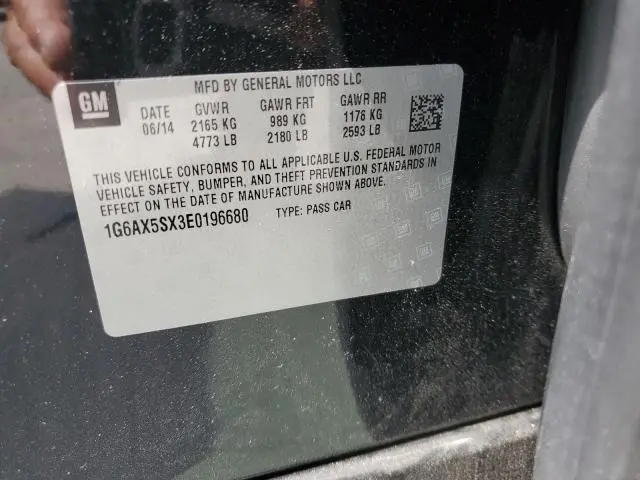 MFD BY GENERAL MOTORS LLC
GM
DATE GVWR GAWR FRT GAWR RR
06/14 2165 KG 989 KG 1176 KG
4773 LB 2180 LB 2593 LB
THIS VEHICLE CONFORMS TO ALL APPLICABLE U.S. FEDERAL MOTOR
VEHICLE SAFETY, BUMPER, AND THEFT PREVENTION STANDARDS IN
EFFECT ON THE DATE OF MANUFACTURE SHOWN ABOVE.
1G6AX5SX3E0196680 TYPE: PASS CAR